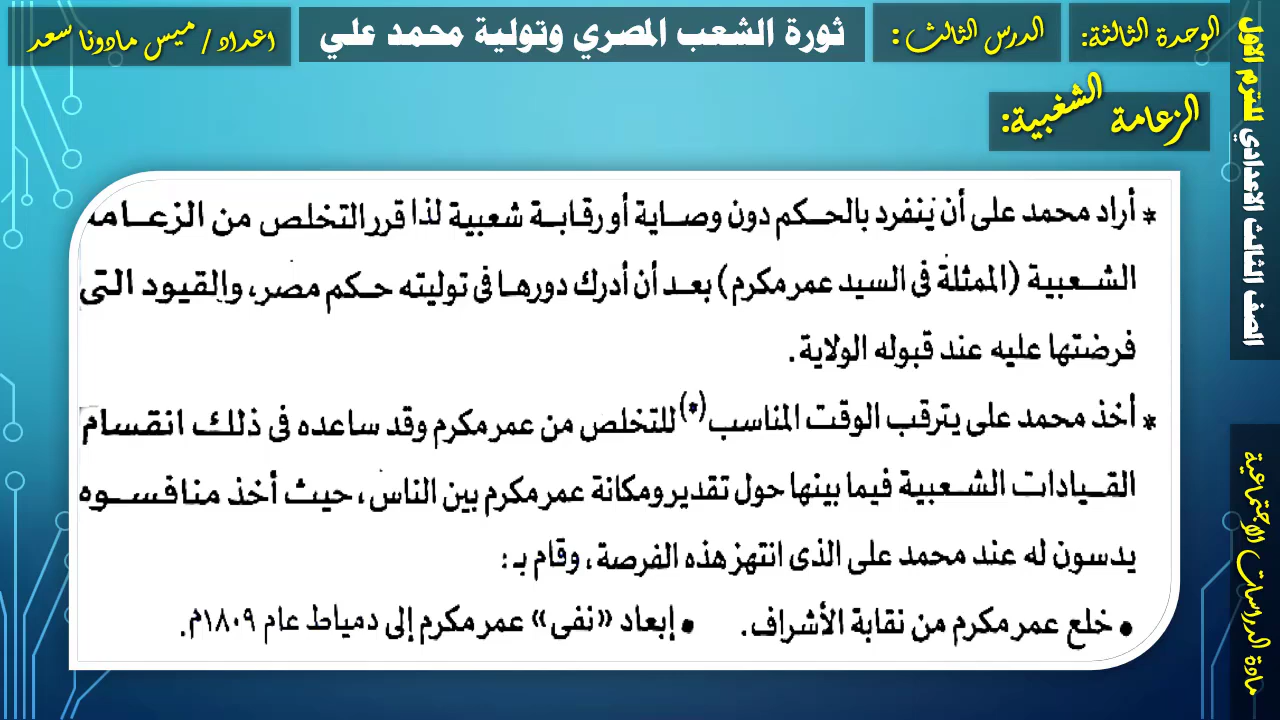 الوحدة الثالثة:
الدرس الثالث :
ثورة الشعب المصري وتولية محمد علي
اعداد / ميس مادونا سعد
الصف الثالث الاعدادي للترم الاول
مادة الدروسات الاجتماعية
الزعامة الشغبية:
* أراد محمد على أن ينفرد بالحكم دون وصاية أو رقابة شعبية لذا قرر التخلص من الزعامة
الشعبية (الممثلة فى السيد عمر مكرم) بعد أن أدرك دورها فى توليته حكم مصر، والقيود التى
فرضتها عليه عند قبوله الولاية.
* أخذ محمد على يترقب الوقت المناسب(*) للتخلص من عمر مكرم وقد ساعده فى ذلك انقسام
القيادات الشعبية فيما بينها حول تقدير ومكانة عمر مكرم بين الناس، حيث أخذ منافسوه
يدسون له عند محمد على الذى انتهز هذه الفرصة، وقام بـ :
• خلع عمر مكرم من نقابة الأشراف. • إبعاد «نفى» عمر مكرم إلى دمياط عام ١٨٠٩م.